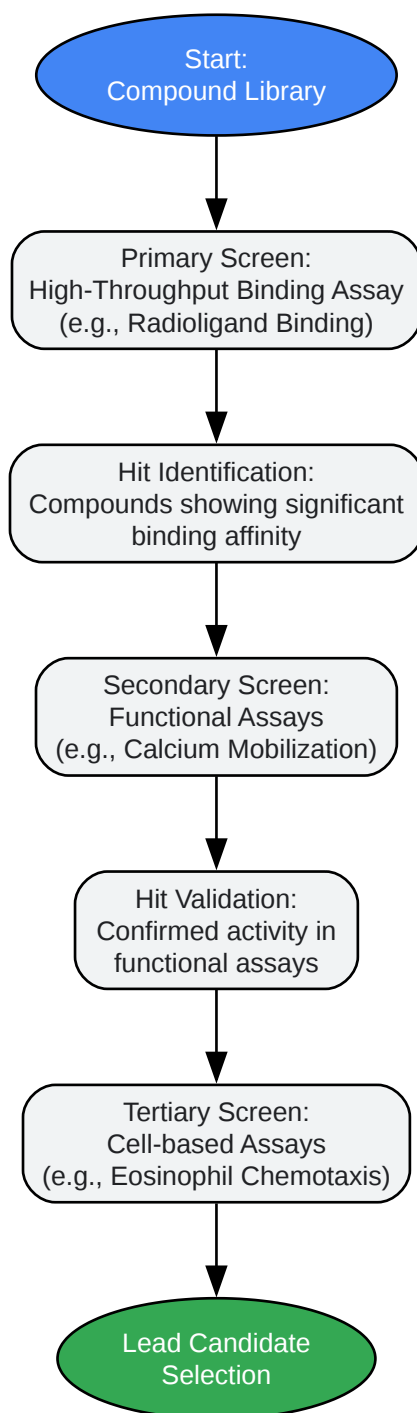 Start:
Compound Library
Primary Screen:
High-Throughput Binding Assay
(e.g., Radioligand Binding)
Hit Identification:
Compounds showing significant
binding affinity
Secondary Screen:
Functional Assays
(e.g., Calcium Mobilization)
Hit Validation:
Confirmed activity in
functional assays
Tertiary Screen:
Cell-based Assays
(e.g., Eosinophil Chemotaxis)
Lead Candidate
Selection